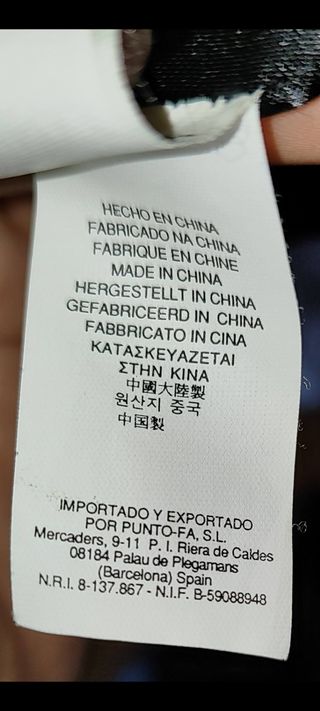 HECHO EN CHINA
FABRICADO NA CHINA
FABRIQUE EN CHINE
MADE IN CHINA
HERGESTELLT IN CHINA
GEFABRICEERD IN CHINA
FABBRICATO IN CINA
ΚΑΤΑΣΚΕΥΑΖΕΤΑΙ
ΣΤΗΝ ΚΙΝΑ
中國大陸製
원산지 중국
中国製
IMPORTADO Y EXPORTADO
POR PUNTO-FA, S.L.
Mercaders, 9-11 P. I. Riera de Caldes
08184 Palau de Plegamans
(Barcelona) Spain
N.R.I. 8-137.867 - N.I.F. B-59088948